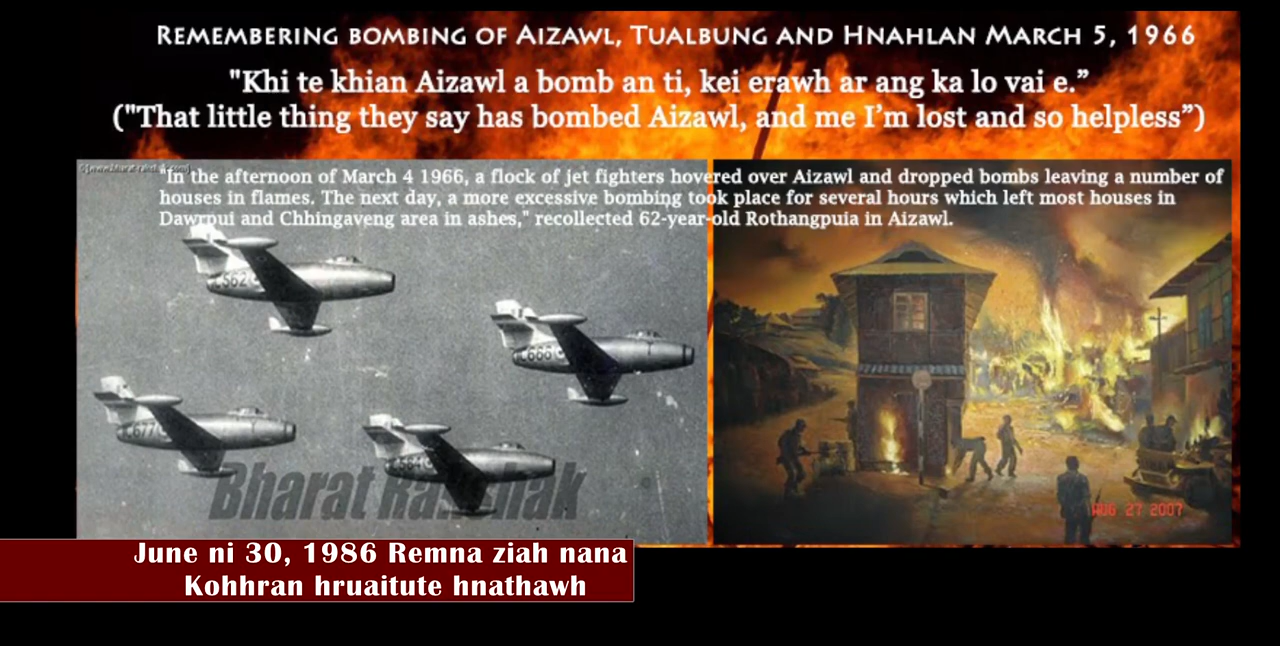 REMEMBERING BOMBING OF AIZAWL, TUALBUNG AND HNAHLAN MARCH 5, 1966
"Khi te khian Aizawl a bomb an ti, kei erawh ar ang ka lo vai e.”
("That little thing they say has bombed Aizawl, and me I’m lost and so helpless”)
"In the afternoon of March 4 1966, a flock of jet fighters hovered over Aizawl and dropped bombs leaving a number of
houses in flames. The next day, a more excessive bombing took place for several hours which left most houses in
Dawrpui and Chhingaveng area in ashes," recollected 62-year-old Rothangpuia in Aizawl.
Bharat Rakshak
AUG 27 2007
June ni 30, 1986 Remna ziah nana
Kohhran hruaitute hnathawh